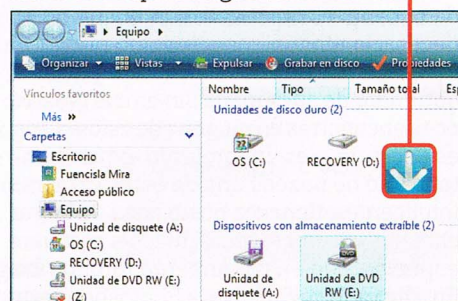 Equipo
Organizar Vistas Expulsar Grabar en disco Propiedades
Vínculos favoritos
Más »
Carpetas
Escritorio
Fuencisla Mira
Acceso público
Equipo
Unidad de disquete (A:)
OS (C:)
RECOVERY (D:)
Unidad de DVD RW (E:)
(Z)
Nombre Tipo Tamaño total
Unidades de disco duro (2)
OS (C:) RECOVERY (D:)
Dispositivos con almacenamiento extraíble (2)
Unidad de disquete (A:)
Unidad de DVD RW (E:)